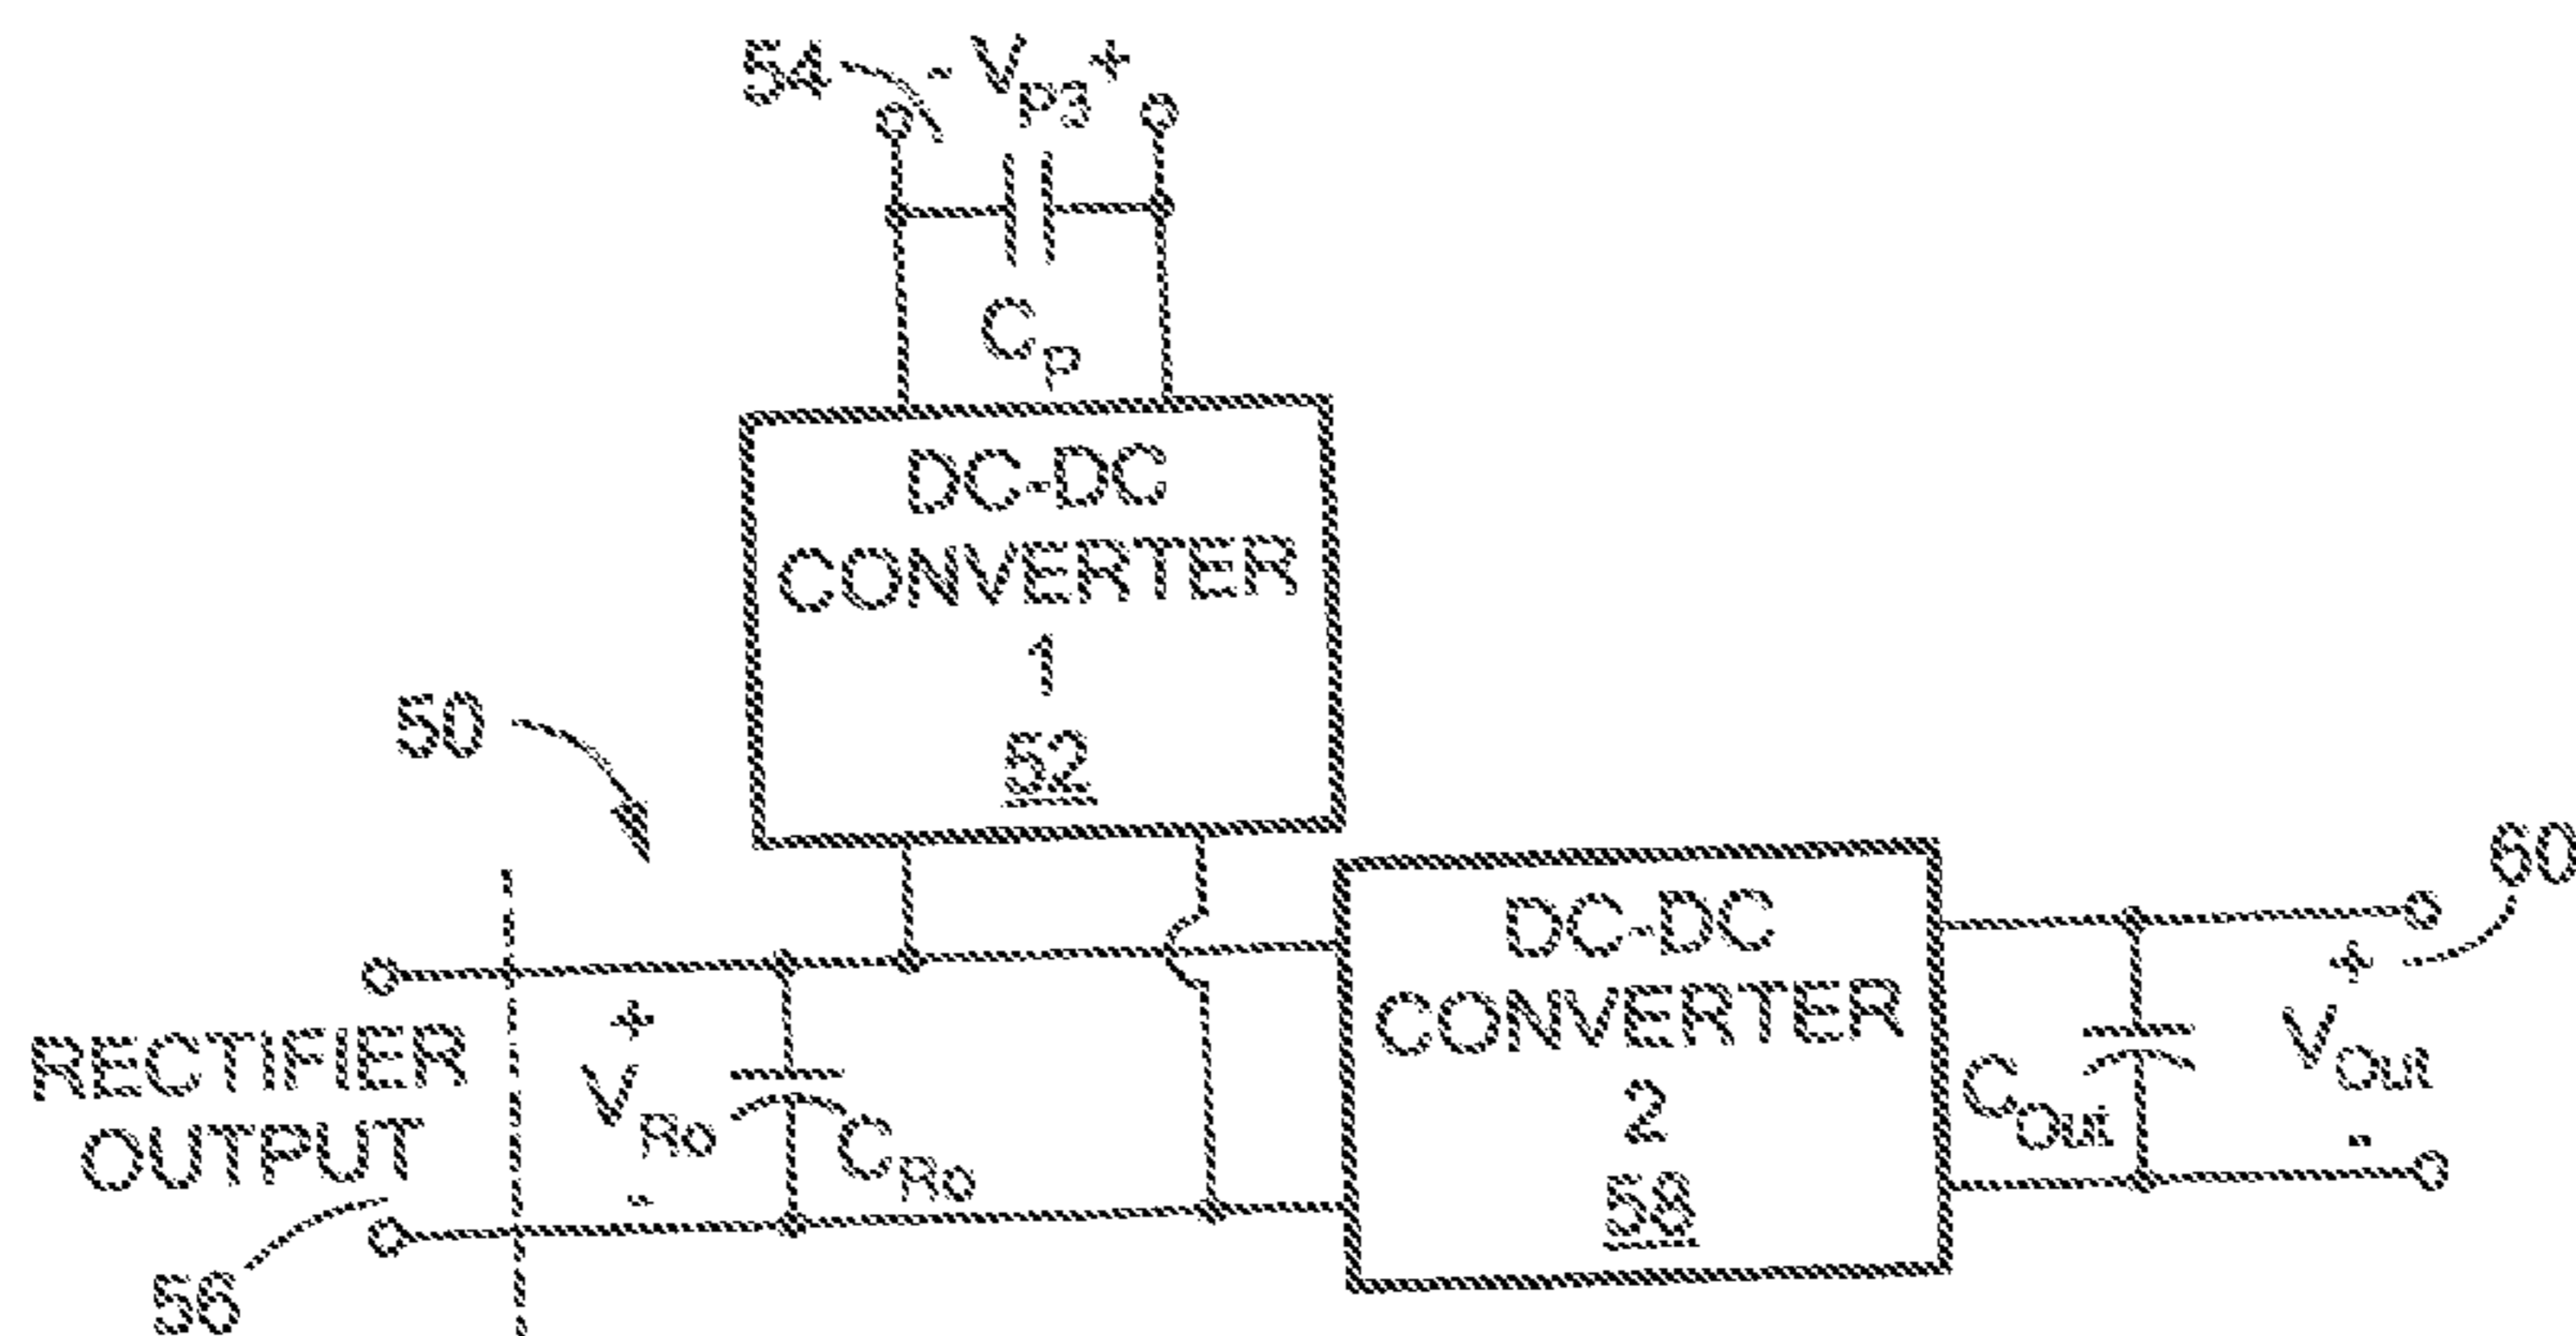 54
- VP3 +
CP
DC-DC
CONVERTER
1
52
50
RECTIFIER
OUTPUT
56
+
VRo
-
CRo
DC-DC
CONVERTER
2
58
COut
+
VOut
-
60